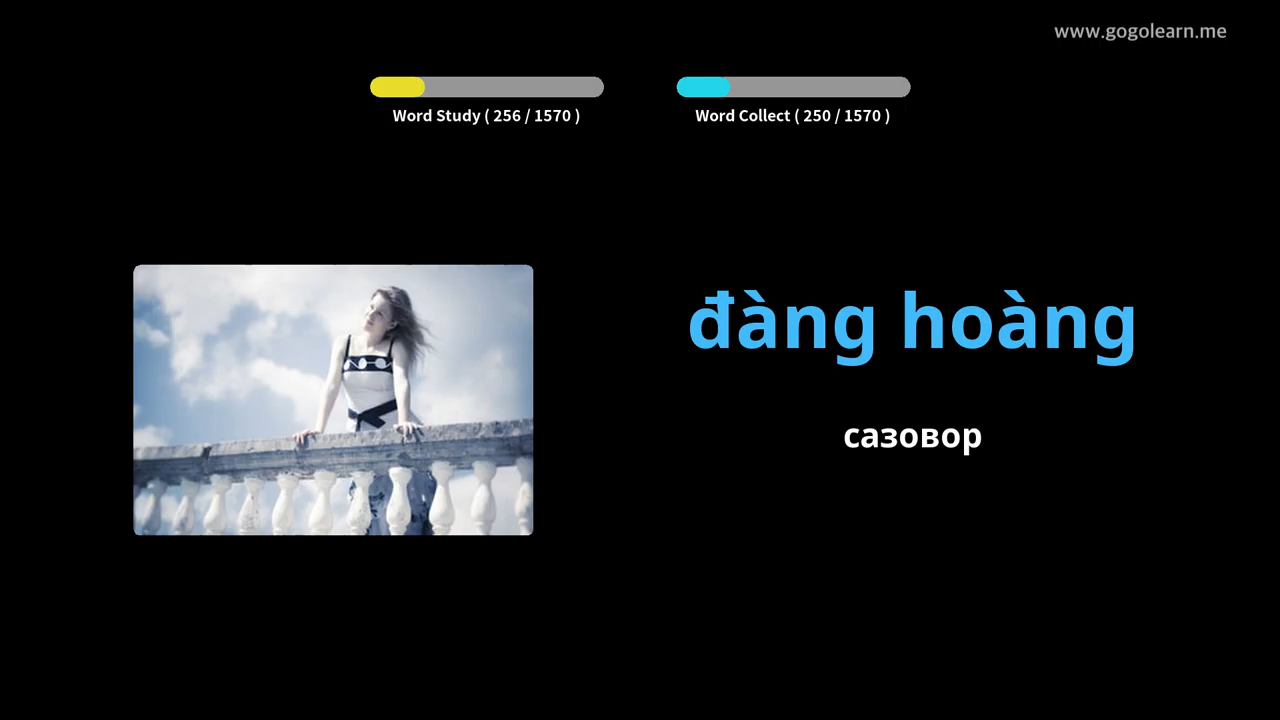 www.gogolearn.me
Word Study ( 256 / 1570 )
Word Collect ( 250 / 1570 )
đàng hoàng
сазовор